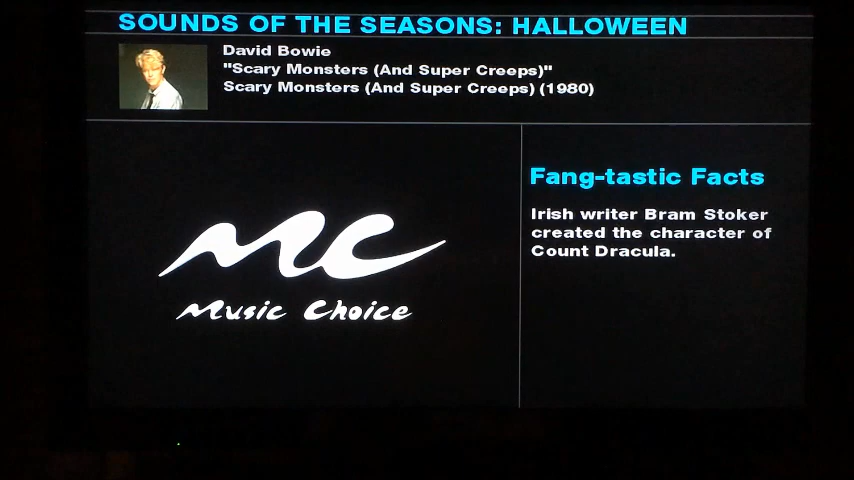 SOUNDS OF THE SEASONS: HALLOWEEN
David Bowie
"Scary Monsters (And Super Creeps)"
Scary Monsters (And Super Creeps) (1980)
MC
Music Choice
Fang-tastic Facts
Irish writer Bram Stoker
created the character of
Count Dracula.